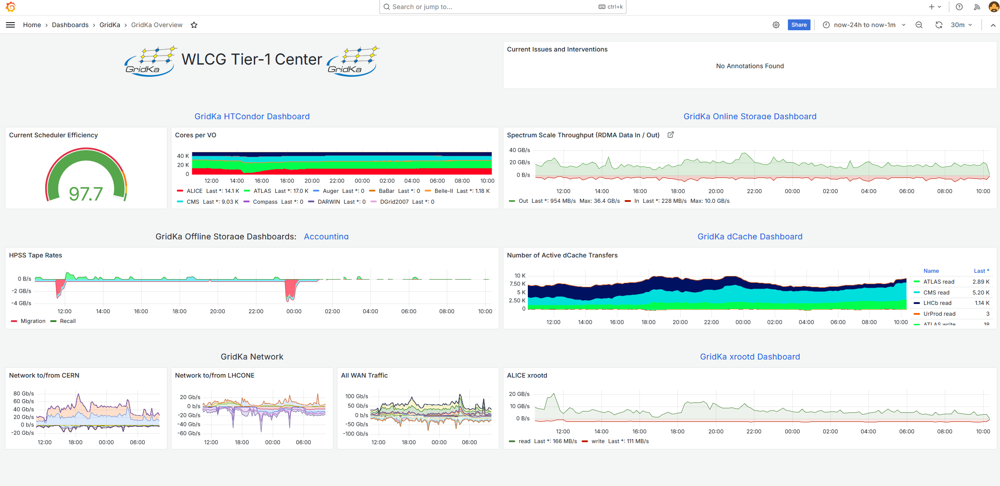 Search or jump to...
ctrl+k
Home
Dashboards
GridKa
GridKa Overview
Share
now-24h to now-1m
30m
GridKa
WLCG Tier-1 Center
GridKa
Current Issues and Interventions
No Annotations Found
GridKa HTCondor Dashboard
Current Scheduler Efficiency
97.7
Cores per VO
40 K
20 K
0
12:00 14:00 16:00 18:00 20:00 22:00 00:00 02:00 04:00 06:00 08:00 10:00
ALICE Last *: 14.1 K ATLAS Last *: 17.0 K Auger Last *: 0 BaBar Last *: 0 Belle-II Last *: 1.18 K
CMS Last *: 9.03 K Compass Last *: 0 DARWIN Last *: 0 DGrid2007 Last *: 0
GridKa Online Storage Dashboard
Spectrum Scale Throughput (RDMA Data In / Out)
40 GB/s
20 GB/s
0 B/s
12:00 14:00 16:00 18:00 20:00 22:00 00:00 02:00 04:00 06:00 08:00 10:00
Out Last *: 954 MB/s Max: 36.4 GB/s In Last *: 228 MB/s Max: 10.0 GB/s
GridKa Offline Storage Dashboards: Accounting
HPSS Tape Rates
0 B/s
-2 GB/s
-4 GB/s
12:00 14:00 16:00 18:00 20:00 22:00 00:00 02:00 04:00 06:00 08:00 10:00
Migration Recall
GridKa dCache Dashboard
Number of Active dCache Transfers
10 K
7.50 K
5 K
2.50 K
0
12:00 14:00 16:00 18:00 20:00 22:00 00:00 02:00 04:00 06:00 08:00 10:00
Name Last *
ATLAS read 2.89 K
CMS read 5.20 K
LHCb read 1.14 K
UrProd read 3
ATLAS write 18
GridKa Network
Network to/from CERN
80 Gb/s
60 Gb/s
40 Gb/s
20 Gb/s
0 b/s
-20 Gb/s
12:00 18:00 00:00 06:00
Network to/from LHCONE
20 Gb/s
0 b/s
-20 Gb/s
-40 Gb/s
-60 Gb/s
12:00 18:00 00:00 06:00
All WAN Traffic
100 Gb/s
50 Gb/s
0 b/s
-50 Gb/s
-100 Gb/s
12:00 18:00 00:00 06:00
GridKa xrootd Dashboard
ALICE xrootd
20 GB/s
10 GB/s
0 B/s
12:00 14:00 16:00 18:00 20:00 22:00 00:00 02:00 04:00 06:00 08:00 10:00
read Last *: 166 MB/s write Last *: 111 MB/s